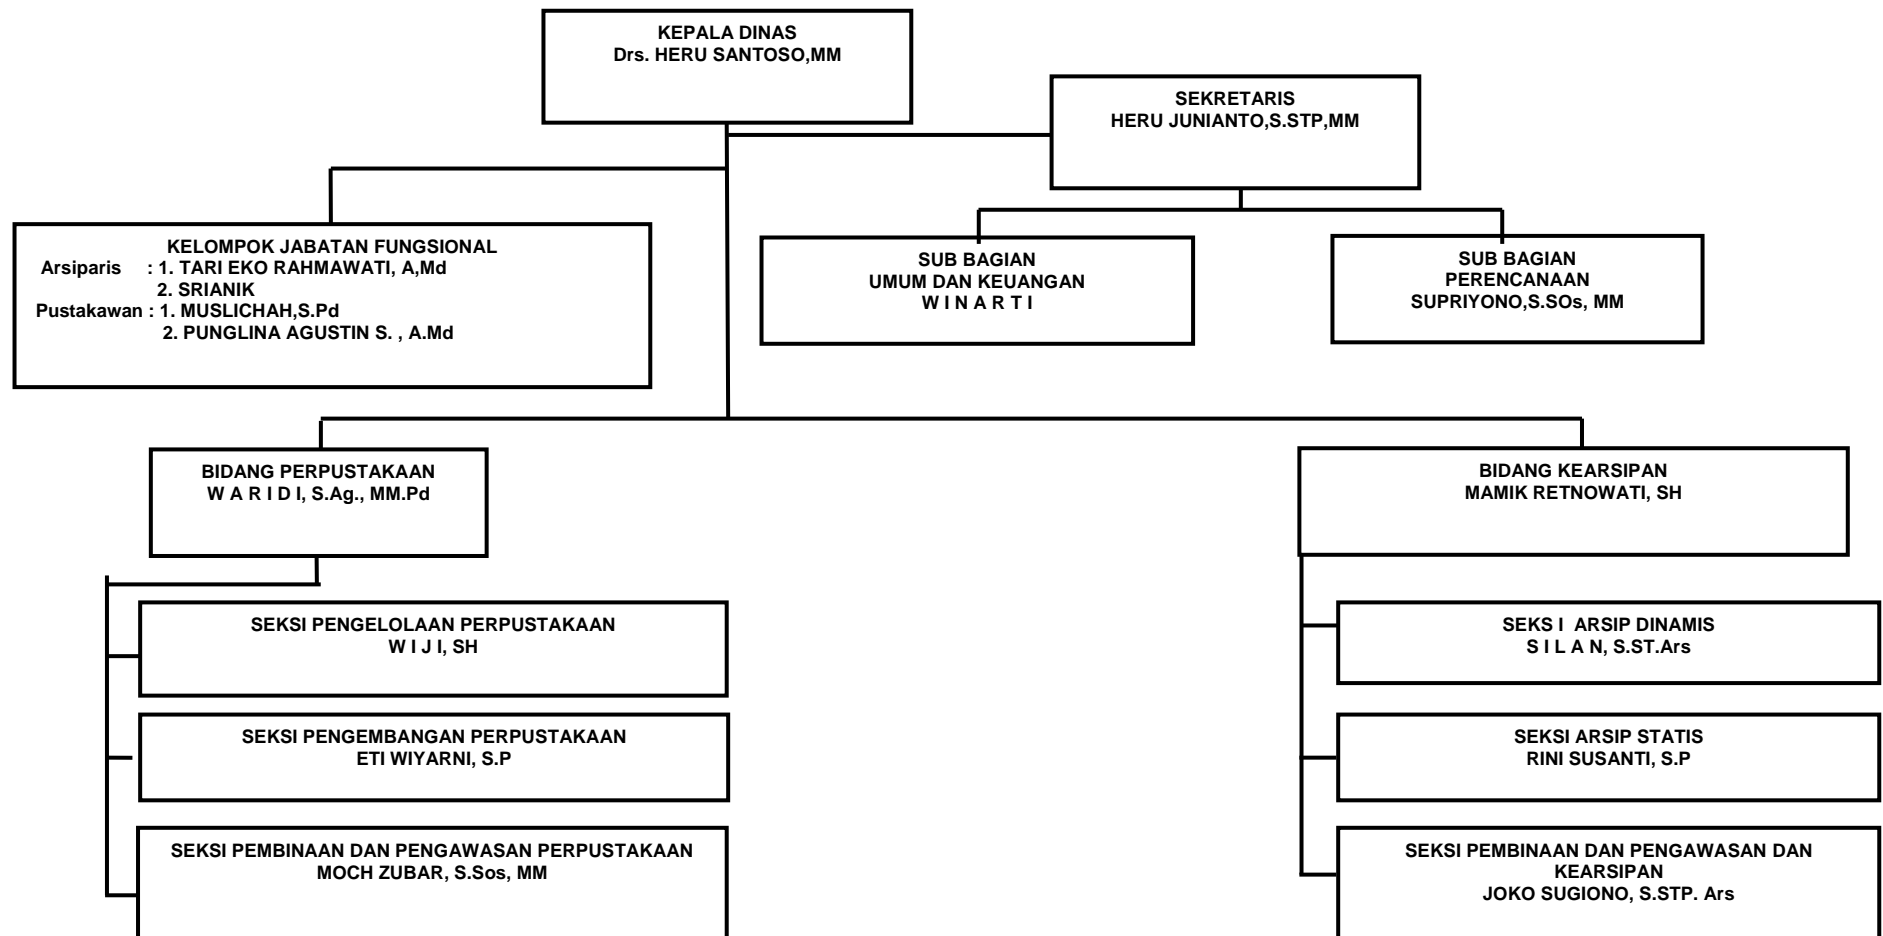 KEPALA DINAS
Drs. HERU SANTOSO,MM
SEKRETARIS
HERU JUNIANTO,S.STP,MM
KELOMPOK JABATAN FUNGSIONAL
Arsiparis : 1. TARI EKO RAHMAWATI, A,Md
2. SRIANIK
Pustakawan : 1. MUSLICHAH,S.Pd
2. PUNGLINA AGUSTIN S. , A.Md
SUB BAGIAN
UMUM DAN KEUANGAN
W I N A R T I
SUB BAGIAN
PERENCANAAN
SUPRIYONO,S.SOs, MM
BIDANG PERPUSTAKAAN
W A R I D I, S.Ag., MM.Pd
BIDANG KEARSIPAN
MAMIK RETNOWATI, SH
SEKSI PENGELOLAAN PERPUSTAKAAN
W I J I, SH
SEKSI PENGEMBANGAN PERPUSTAKAAN
ETI WIYARNI, S.P
SEKSI PEMBINAAN DAN PENGAWASAN PERPUSTAKAAN
MOCH ZUBAR, S.Sos, MM
SEKS I ARSIP DINAMIS
S I L A N, S.ST.Ars
SEKSI ARSIP STATIS
RINI SUSANTI, S.P
SEKSI PEMBINAAN DAN PENGAWASAN DAN
KEARSIPAN
JOKO SUGIONO, S.STP. Ars